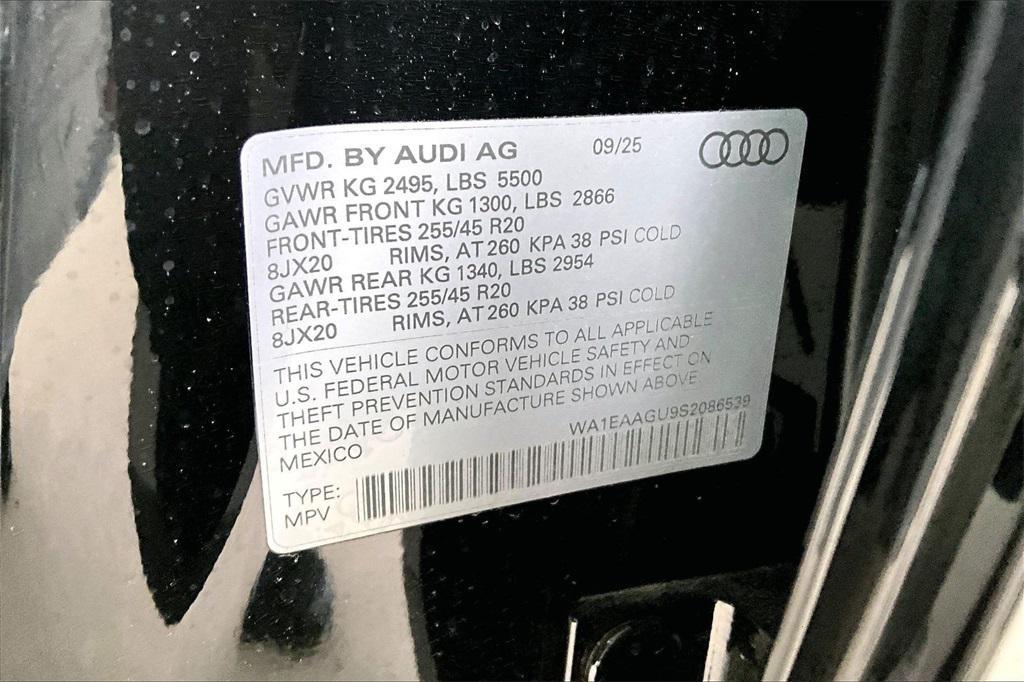 MFD. BY AUDI AG 09/25
GVWR KG 2495, LBS 5500
GAWR FRONT KG 1300, LBS 2866
FRONT-TIRES 255/45 R20
8JX20 RIMS, AT 260 KPA 38 PSI COLD
GAWR REAR KG 1340, LBS 2954
REAR-TIRES 255/45 R20
8JX20 RIMS, AT 260 KPA 38 PSI COLD
THIS VEHICLE CONFORMS TO ALL APPLICABLE
U.S. FEDERAL MOTOR VEHICLE SAFETY AND
THEFT PREVENTION STANDARDS IN EFFECT ON
THE DATE OF MANUFACTURE SHOWN ABOVE.
MEXICO WA1EAAGU9S2086539
TYPE:
MPV